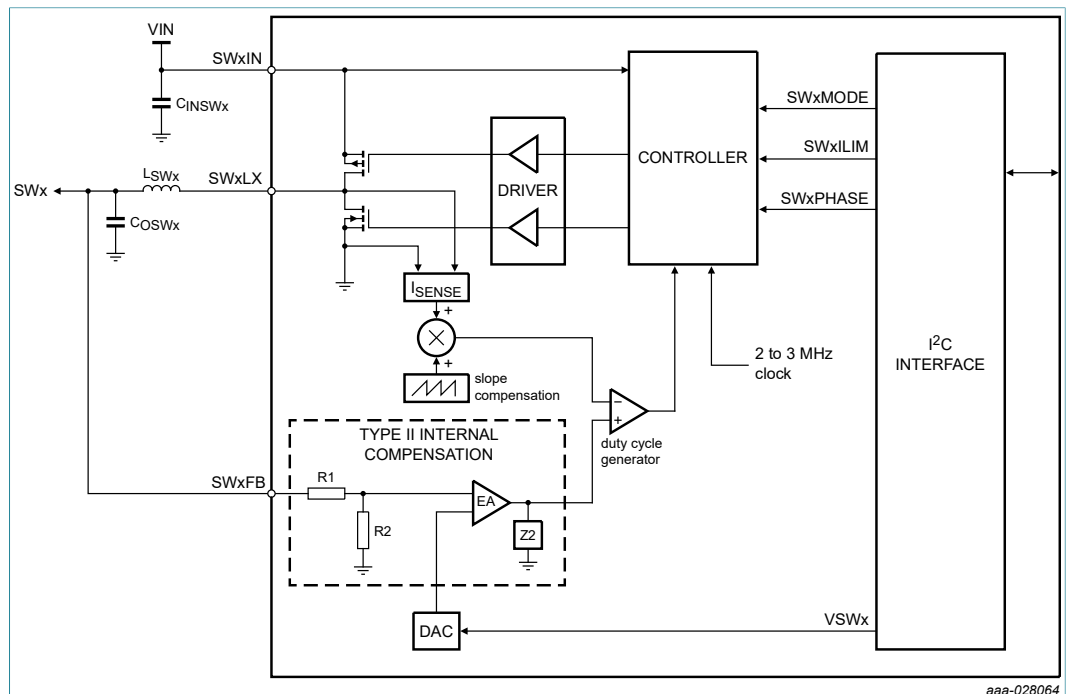 VIN
SWxIN
CINSWx
SWx
LSWx
SWxLX
COSWx
DRIVER
CONTROLLER
SWxMODE
SWxILIM
SWxPHASE
ISENSE
+
+
slope
compensation
2 to 3 MHz
clock
I2C
INTERFACE
−
+
duty cycle
generator
TYPE II INTERNAL
COMPENSATION
SWxFB
R1
R2
EA
Z2
DAC
VSWx
aaa-028064